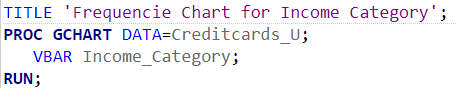 TITLE 'Frequencie Chart for Income Category';
PROC GCHART DATA=Creditcards_U;
VBAR Income_Category;
RUN;